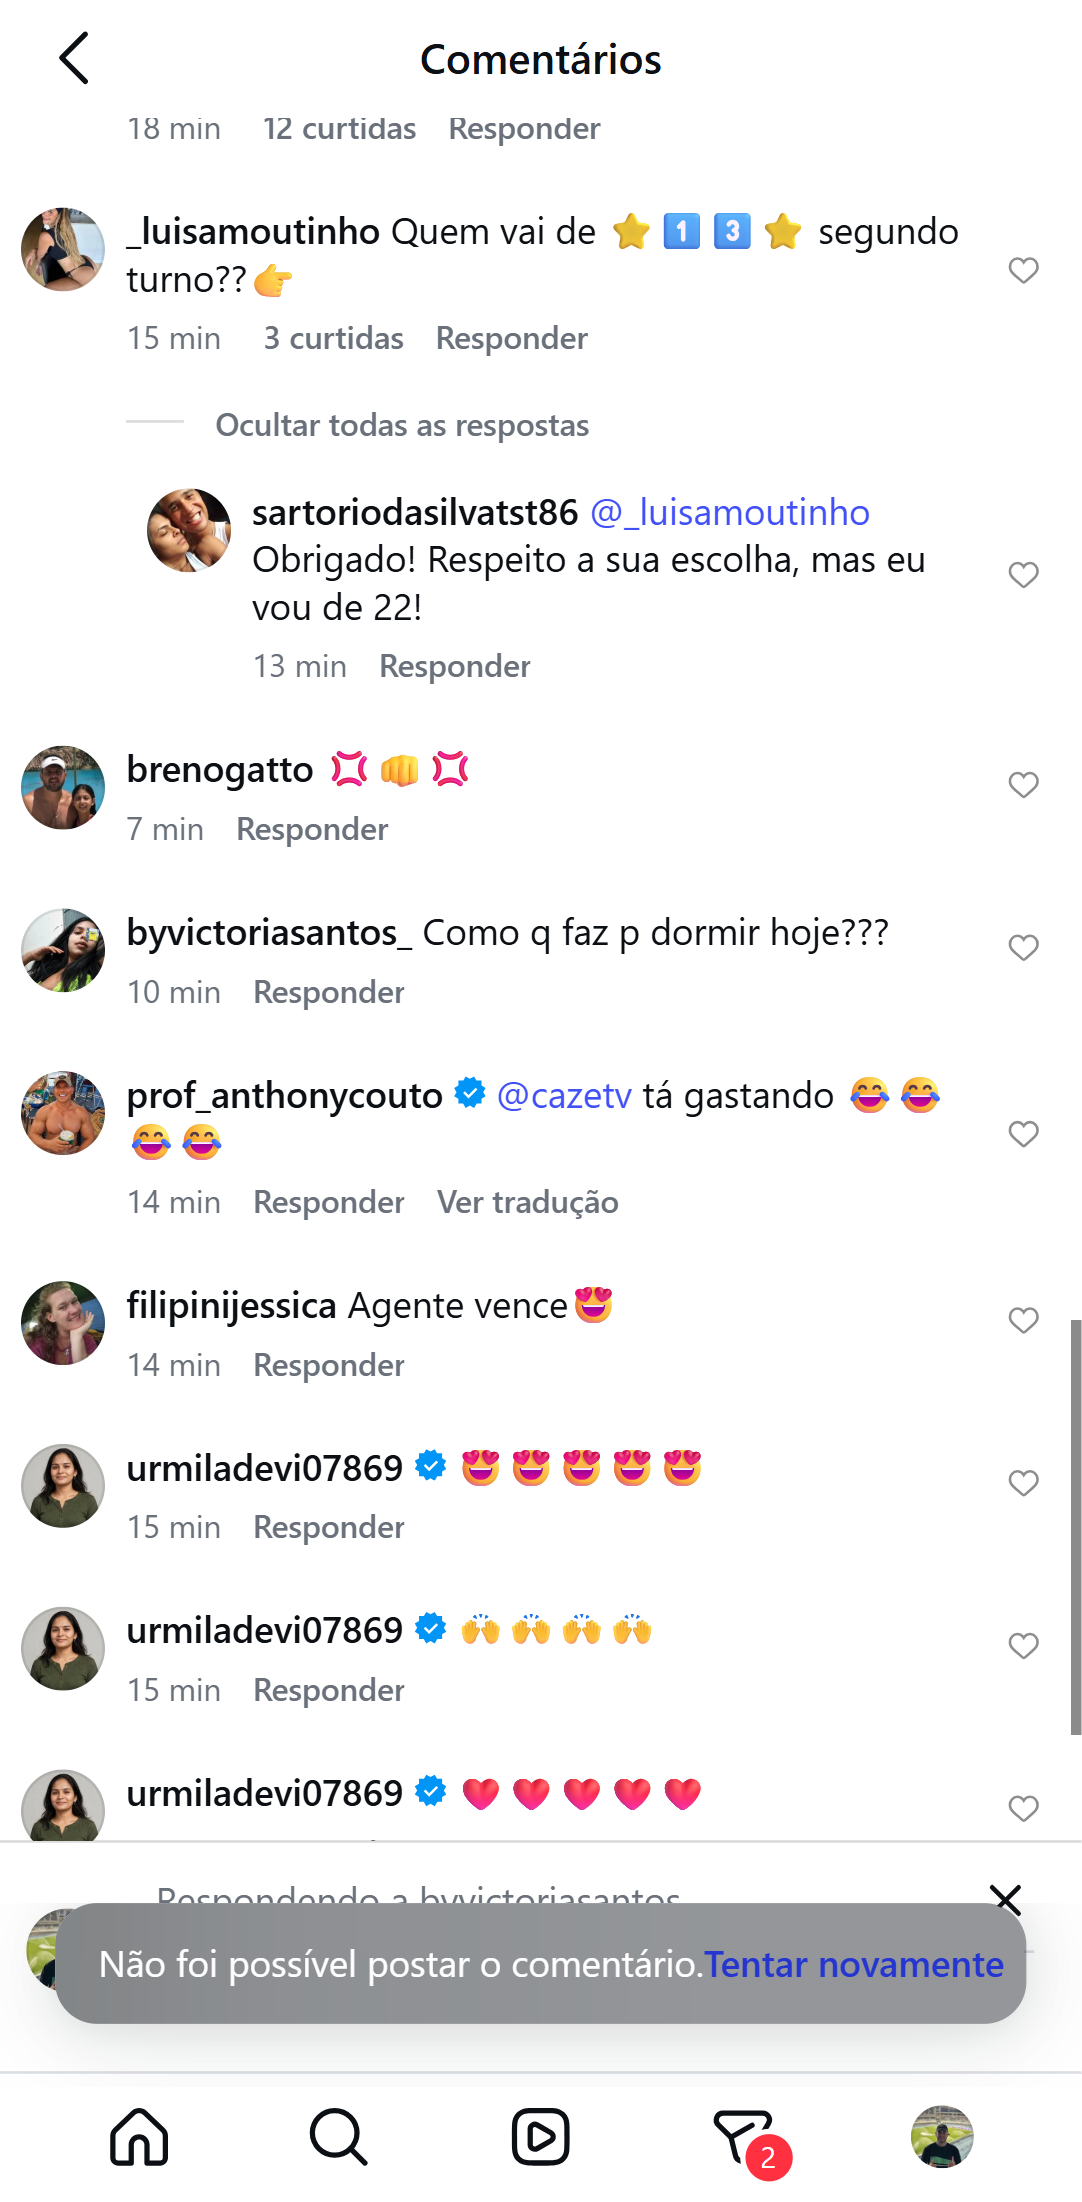 Comentários
18 min 12 curtidas Responder
_luisamoutinho Quem vai de ⭐1️⃣3️⃣⭐ segundo
turno??👉
15 min 3 curtidas Responder
Ocultar todas as respostas
sartoriodasilvatst86 @_luisamoutinho
Obrigado! Respeito a sua escolha, mas eu
vou de 22!
13 min Responder
brenogatto 💢👊💢
7 min Responder
byvictoriasantos_ Como q faz p dormir hoje???
10 min Responder
prof_anthonycouto @cazetv tá gastando 😂😂
😂😂
14 min Responder Ver tradução
filipinijessica Agente vence😍
14 min Responder
urmiladevi07869 😍😍😍😍😍
15 min Responder
urmiladevi07869 🙌🙌🙌🙌
15 min Responder
urmiladevi07869 ❤️❤️❤️❤️❤️
Respondendo a byvictoriasantos_
Não foi possível postar o comentário.Tentar novamente
2